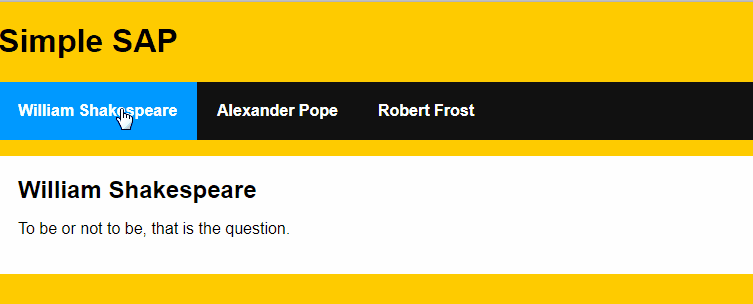 Simple SAP
William Shakespeare Alexander Pope Robert Frost
William Shakespeare
To be or not to be, that is the question.